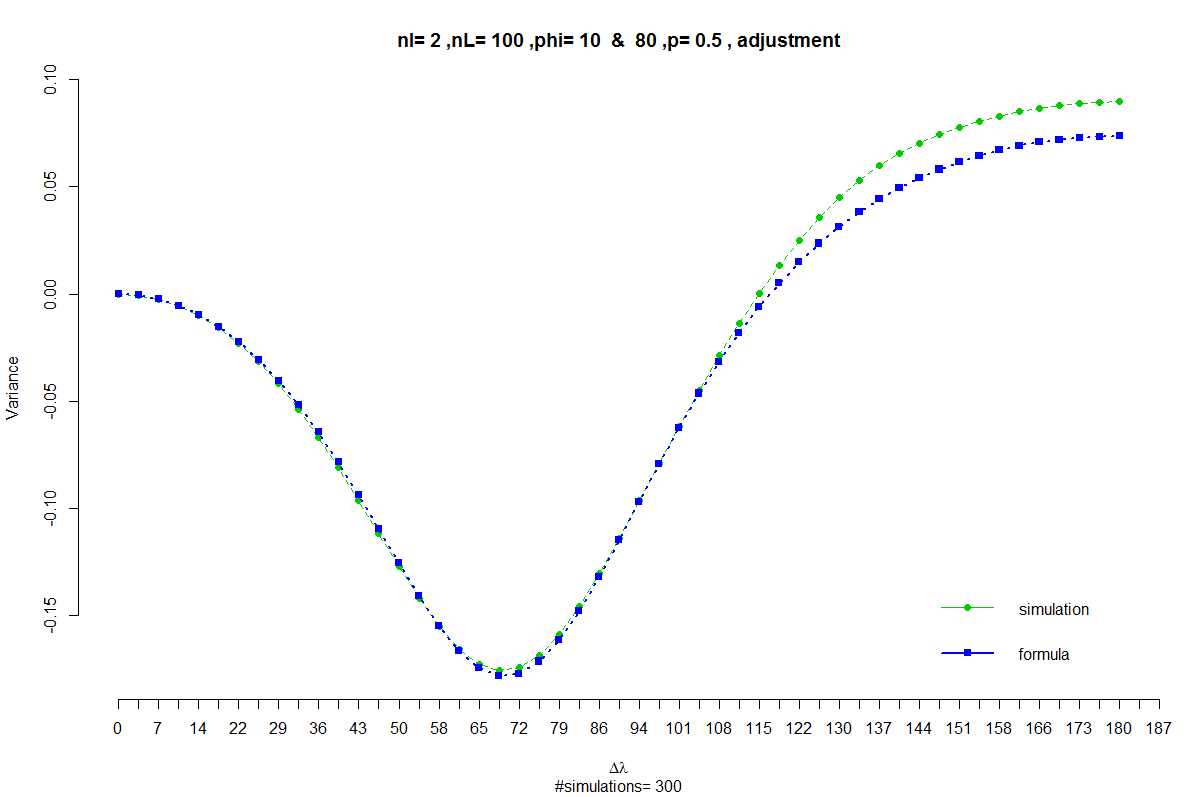 nl= 2 ,nL= 100 ,phi= 10 & 80 ,p= 0.5 , adjustment
0.10
0.05
0.00
-0.05
-0.10
-0.15
Variance
simulation
formula
0 7 14 22 29 36 43 50 58 65 72 79 86 94 101 108 115 122 130 137 144 151 158 166 173 180 187
Δλ
#simulations= 300